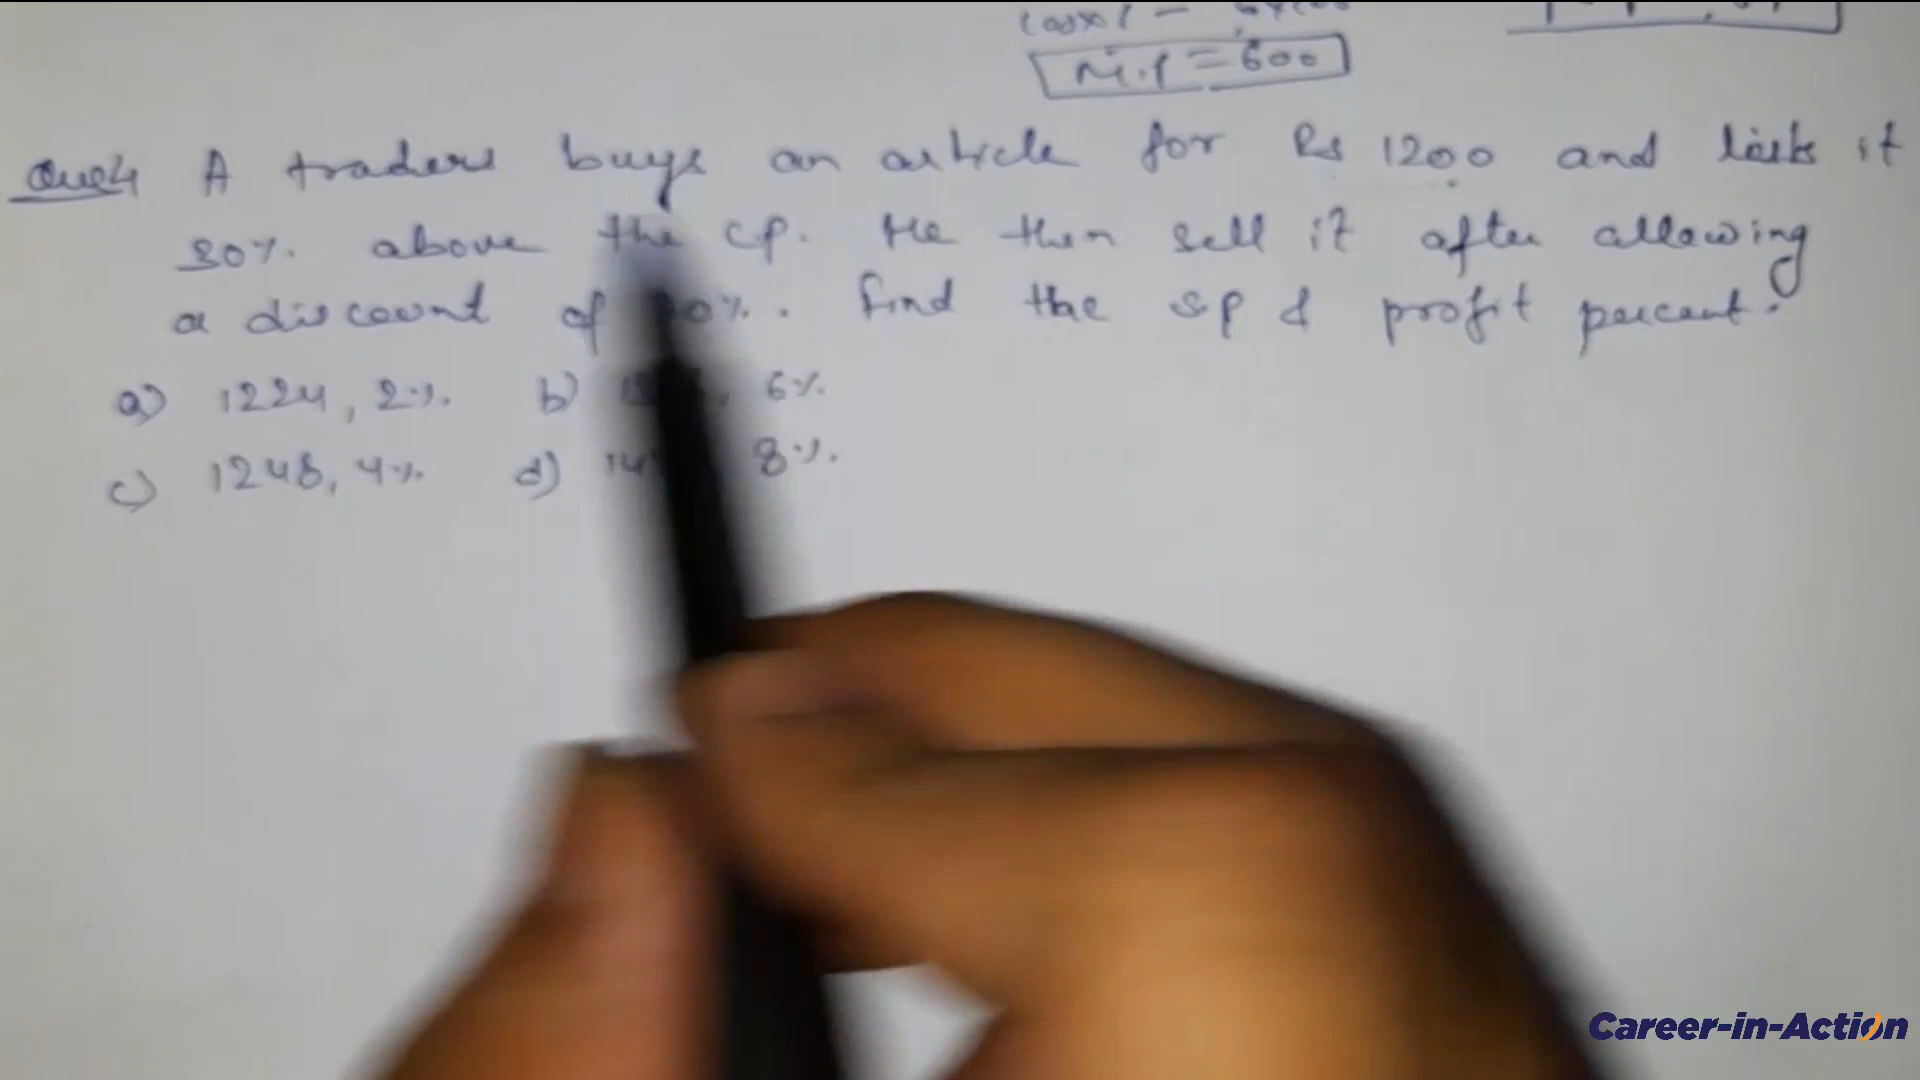 M.P = 600
Que4 A traders buys an article for Rs 1200 and lists it
30%. above the CP. He then sell it after allowing
a discount of 0%. Find the SP & profit percent.
a) 1224, 2%. b) 6%
c) 1248, 4%. d) 8%.
Career-in-Action